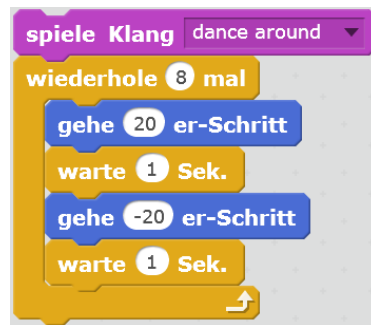 spiele Klang dance around
wiederhole 8 mal
gehe 20 er-Schritt
warte 1 Sek.
gehe -20 er-Schritt
warte 1 Sek.